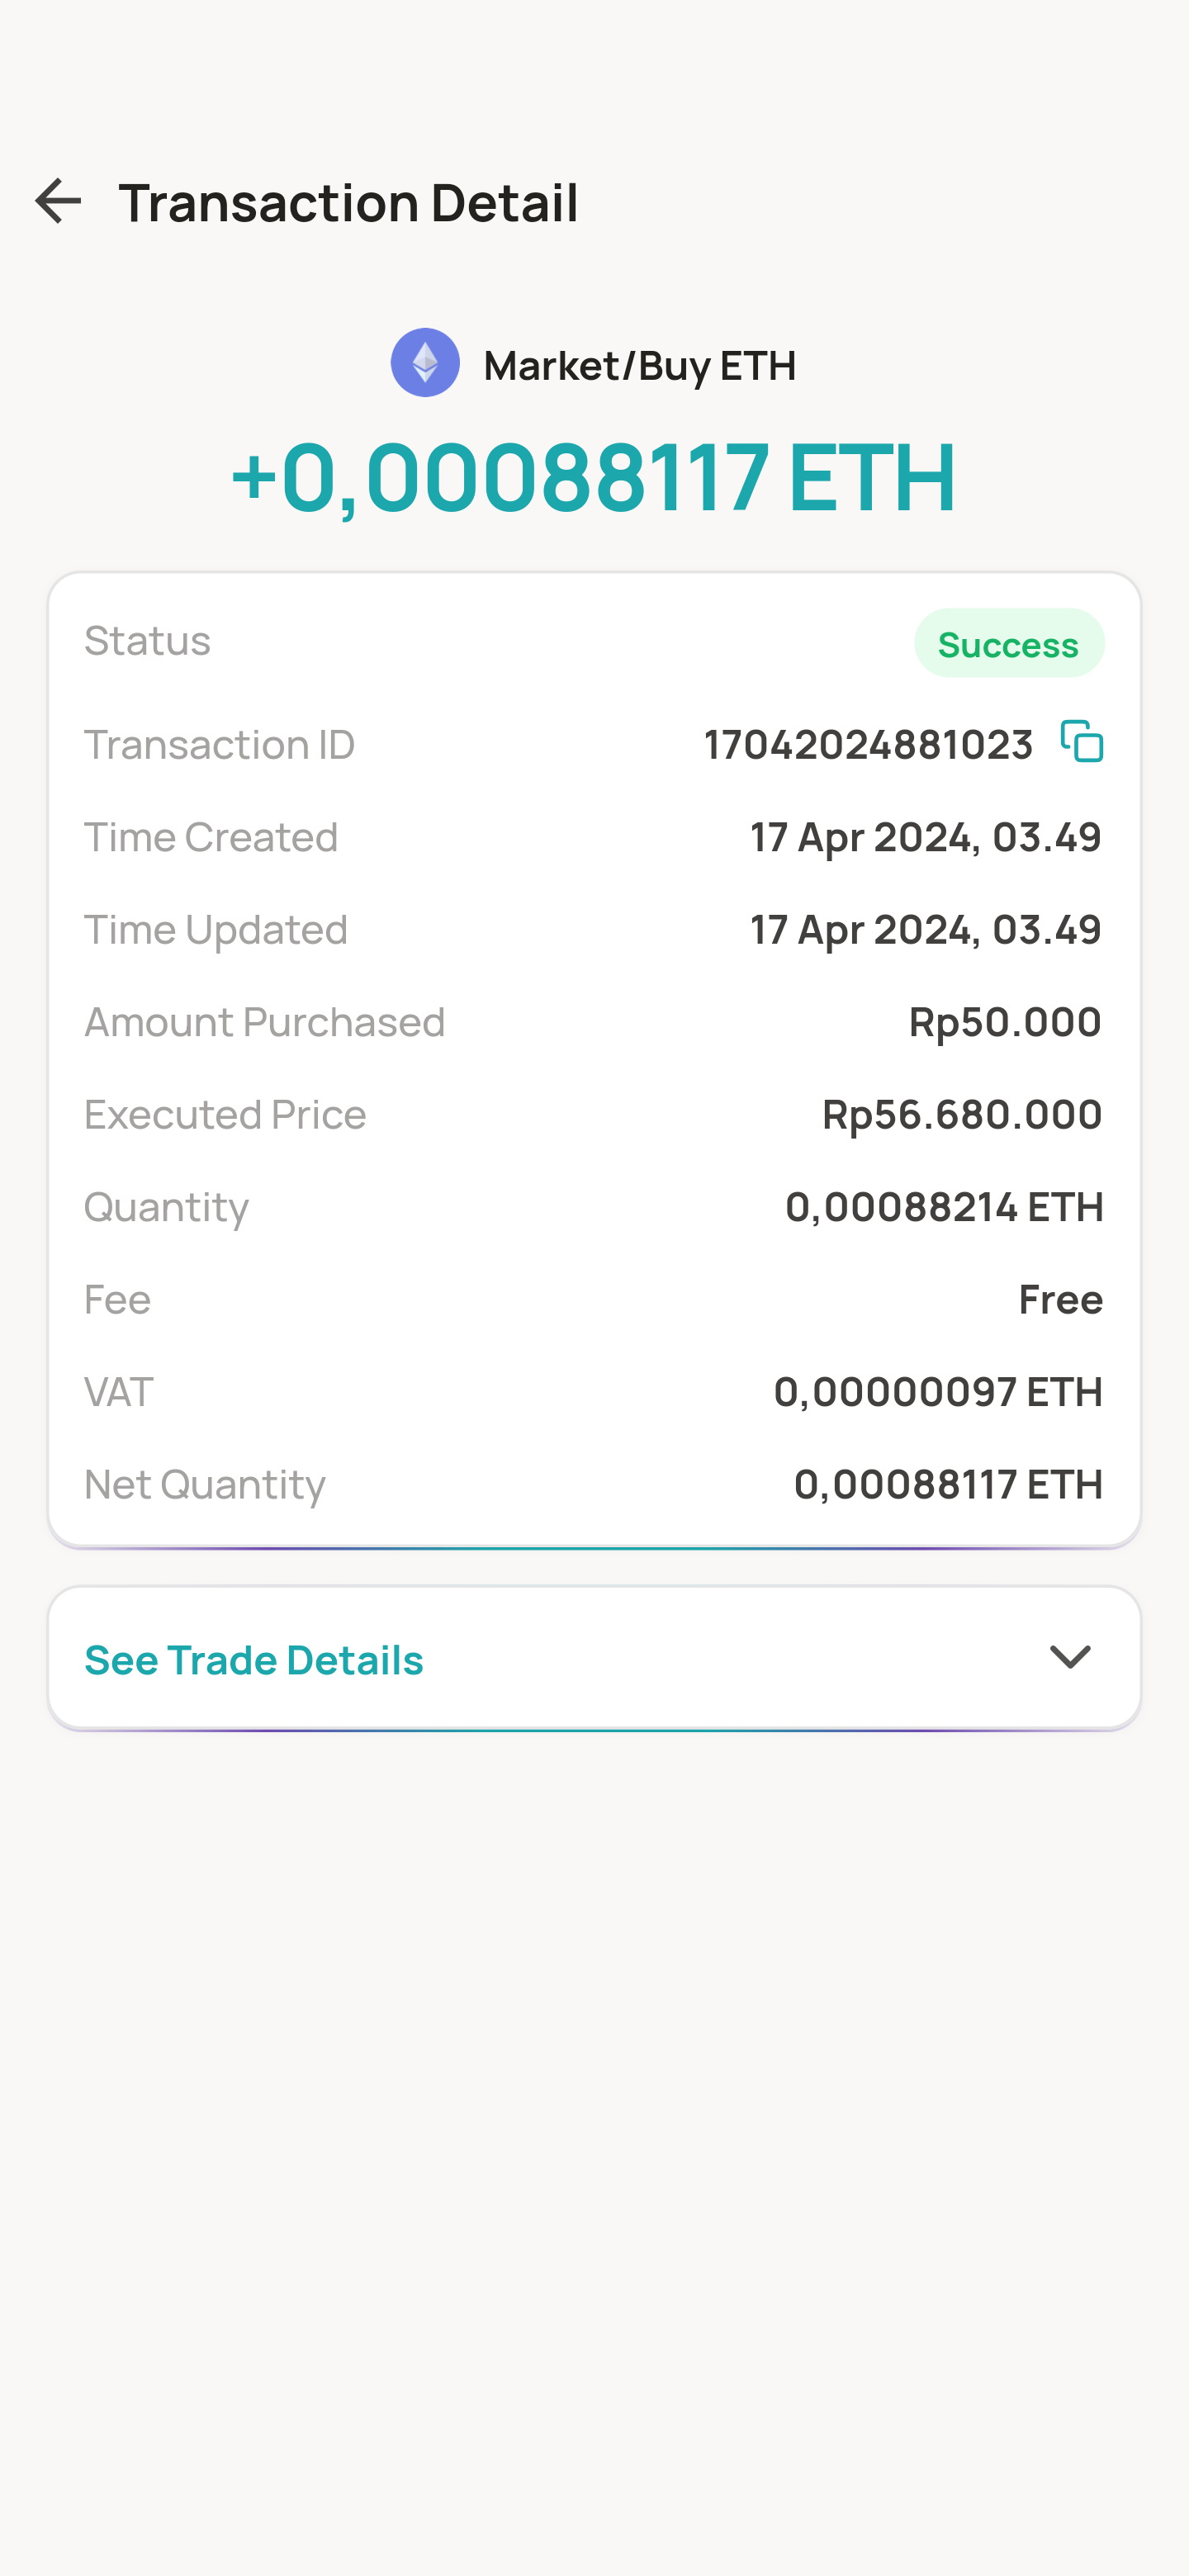 Transaction Detail
Market/Buy ETH
+0,00088117 ETH
Status Success
Transaction ID 17042024881023
Time Created 17 Apr 2024, 03.49
Time Updated 17 Apr 2024, 03.49
Amount Purchased Rp50.000
Executed Price Rp56.680.000
Quantity 0,00088214 ETH
Fee Free
VAT 0,00000097 ETH
Net Quantity 0,00088117 ETH
See Trade Details